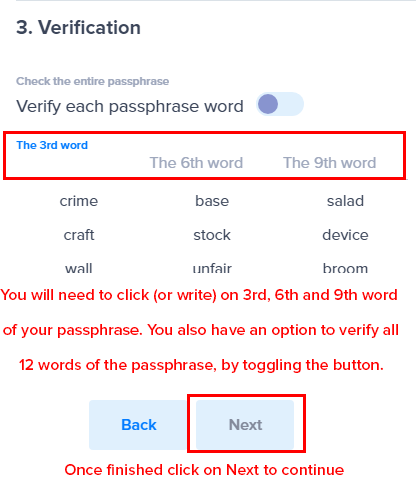 3. Verification
Check the entire passphrase
Verify each passphrase word
The 3rd word
The 6th word The 9th word
crime base salad
craft stock device
wall unfair broom
You will need to click (or write) on 3rd, 6th and 9th word
of your passphrase. You also have an option to verify all
12 words of the passphrase, by toggling the button.
Back Next
Once finished click on Next to continue